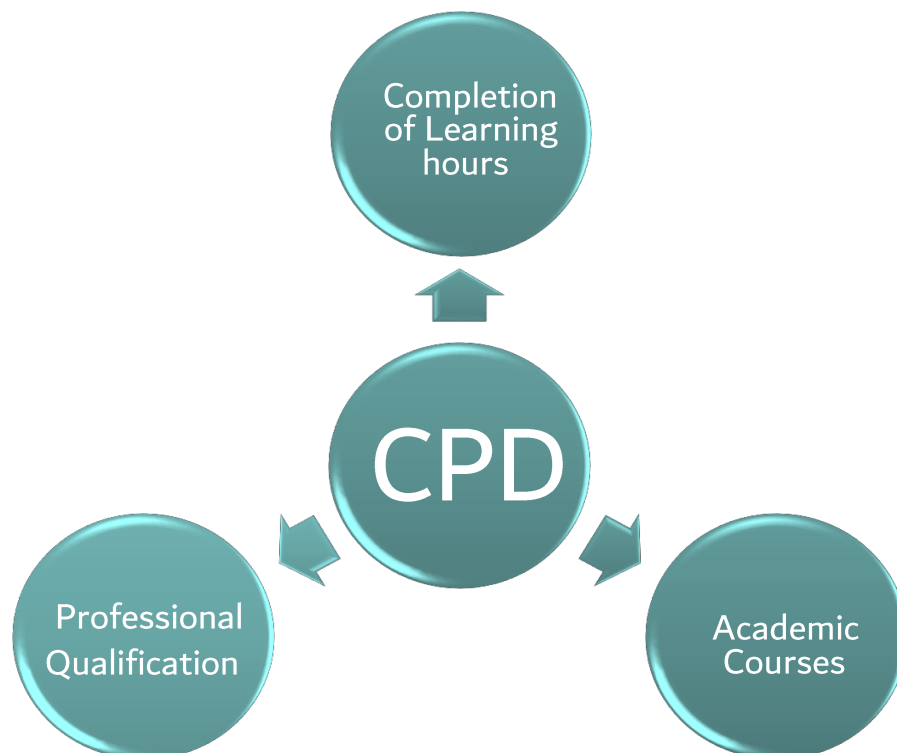 Completion
of Learning
hours
CPD
Professional
Qualification
Academic
Courses